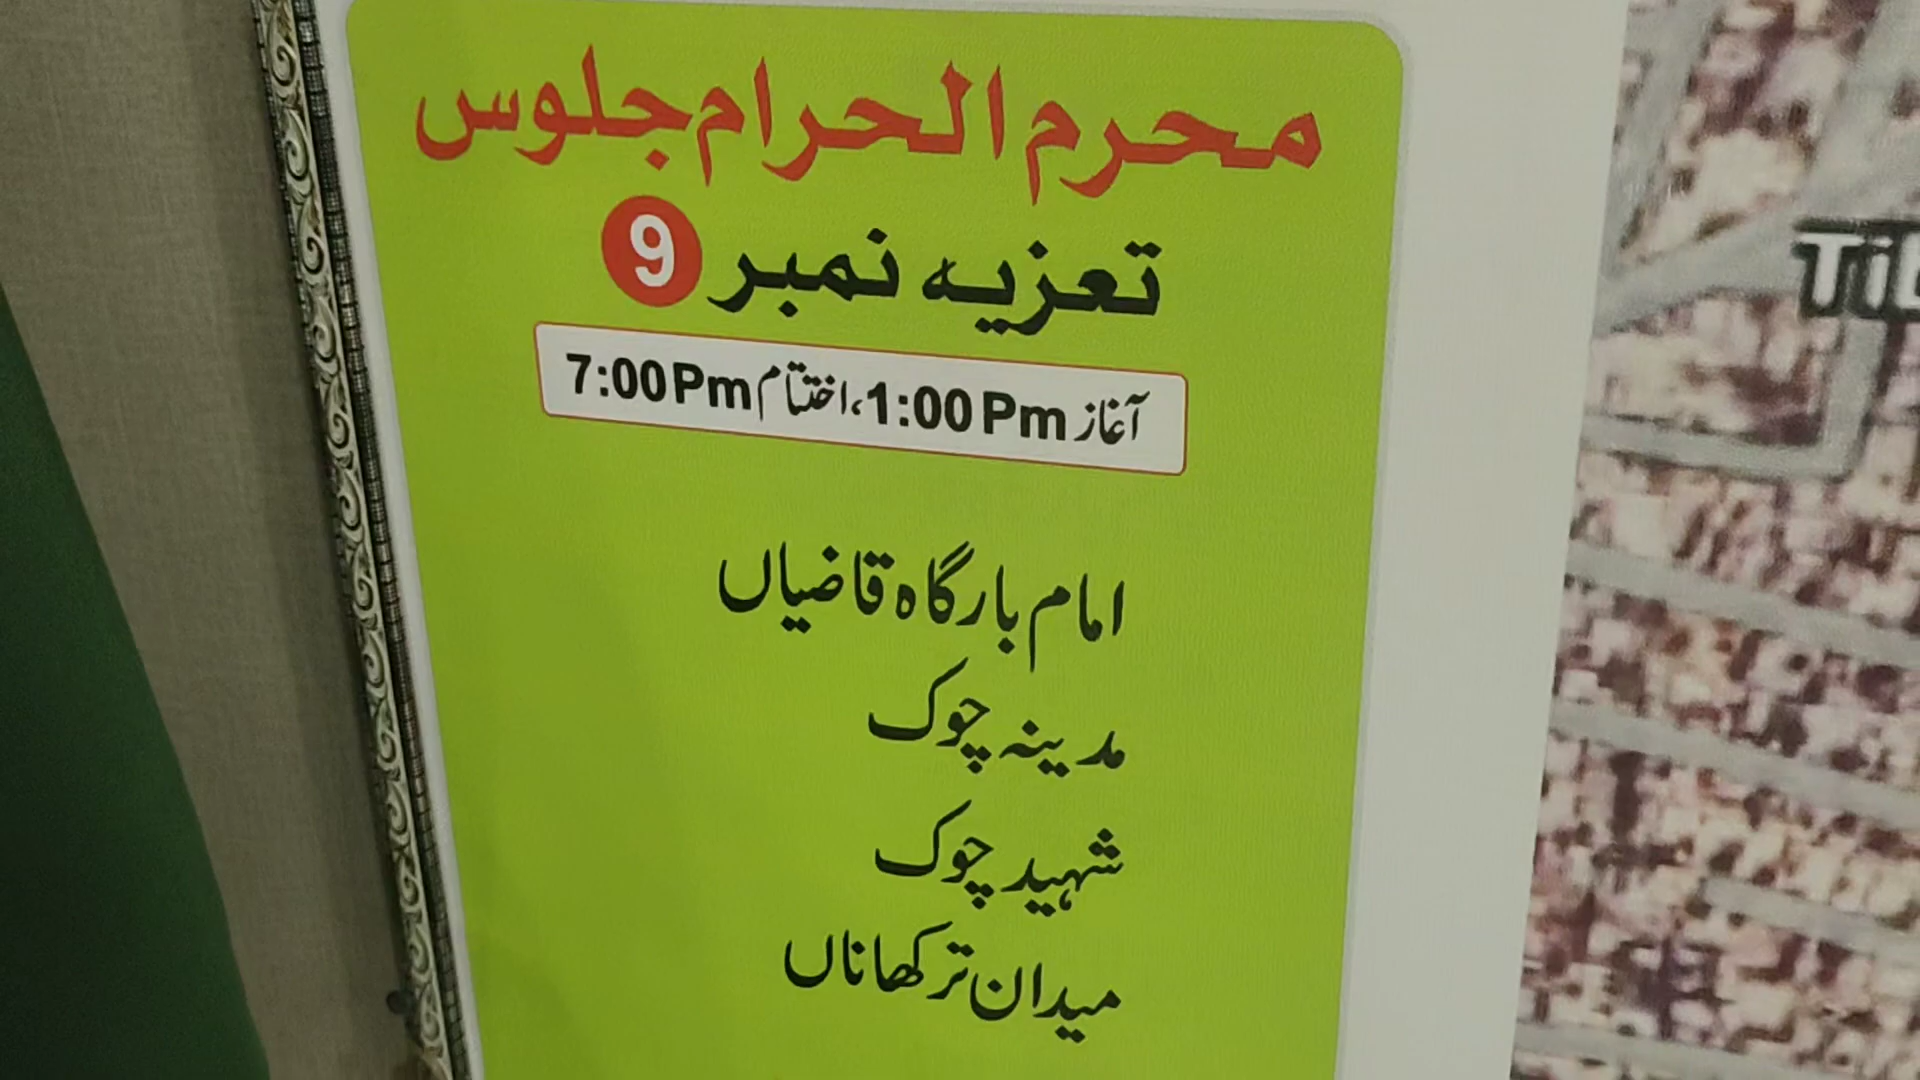 محرم الحرام جلوس
تعزیہ نمبر 9
آغاز 1:00 Pm، اختتام 7:00 Pm
امام بارگاہ قاضیاں
مدینہ چوک
شہید چوک
میدان ترکھاناں